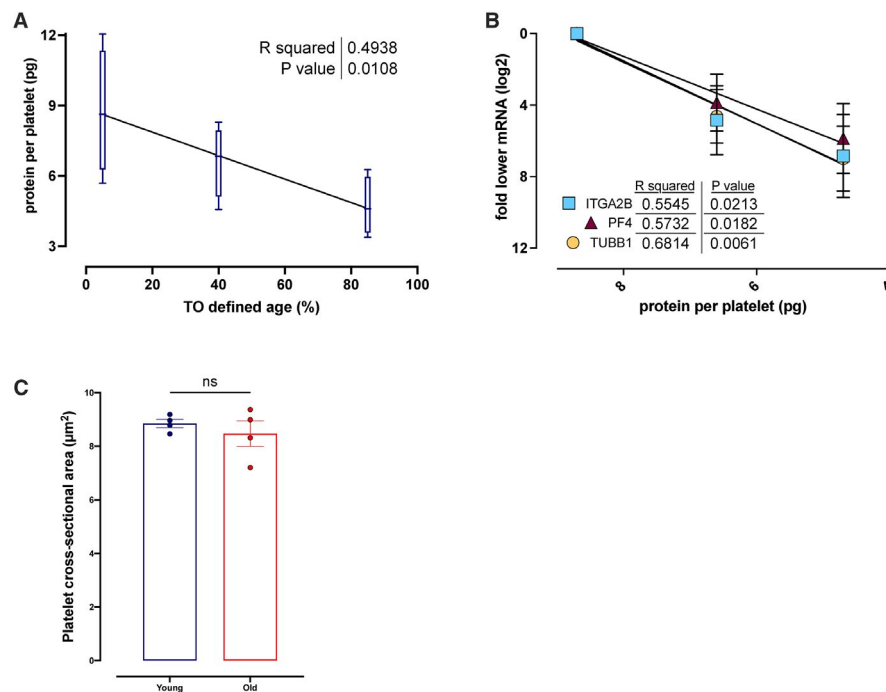 A
12
9
6
3
protein per platelet (pg)
R squared 0.4938
P value 0.0108
0 20 40 60 80 100
TO defined age (%)
B
0
4
8
12
fold lower mRNA (log2)
R squared P value
ITGA2B 0.5545 0.0213
PF4 0.5732 0.0182
TUBB1 0.6814 0.0061
8 6
protein per platelet (pg)
C
ns
10
8
6
4
2
0
Platelet cross-sectional area (µm²)
Young Old